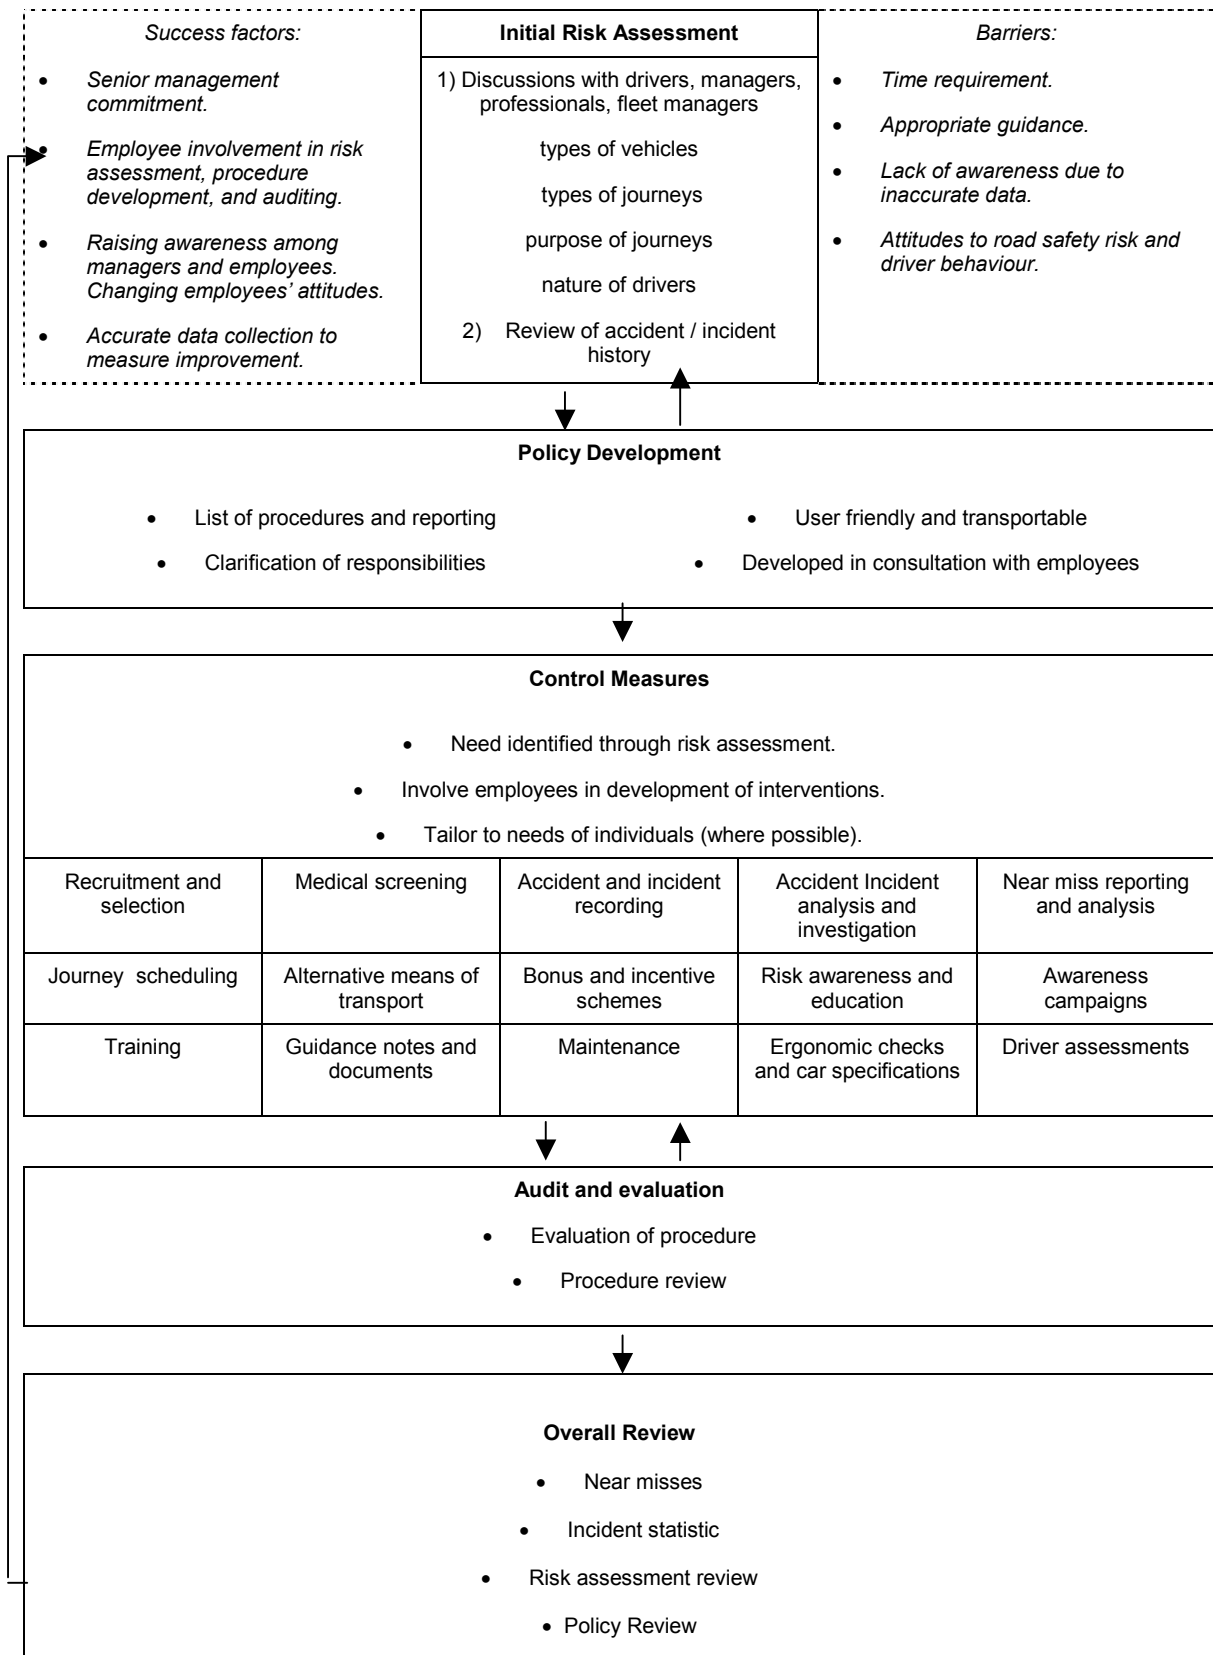 Success factors:
• Senior management
commitment.
• Employee involvement in risk
assessment, procedure
development, and auditing.
• Raising awareness among
managers and employees.
Changing employees’ attitudes.
• Accurate data collection to
measure improvement.
Initial Risk Assessment
1) Discussions with drivers, managers,
professionals, fleet managers
types of vehicles
types of journeys
purpose of journeys
nature of drivers
2) Review of accident / incident
history
Barriers:
• Time requirement.
• Appropriate guidance.
• Lack of awareness due to
inaccurate data.
• Attitudes to road safety risk and
driver behaviour.
Policy Development
• List of procedures and reporting
• User friendly and transportable
• Clarification of responsibilities
• Developed in consultation with employees
Control Measures
• Need identified through risk assessment.
• Involve employees in development of interventions.
• Tailor to needs of individuals (where possible).
Recruitment and
selection
Medical screening
Accident and incident
recording
Accident Incident
analysis and
investigation
Near miss reporting
and analysis
Journey scheduling
Alternative means of
transport
Bonus and incentive
schemes
Risk awareness and
education
Awareness
campaigns
Training
Guidance notes and
documents
Maintenance
Ergonomic checks
and car specifications
Driver assessments
Audit and evaluation
• Evaluation of procedure
• Procedure review
Overall Review
• Near misses
• Incident statistic
• Risk assessment review
• Policy Review